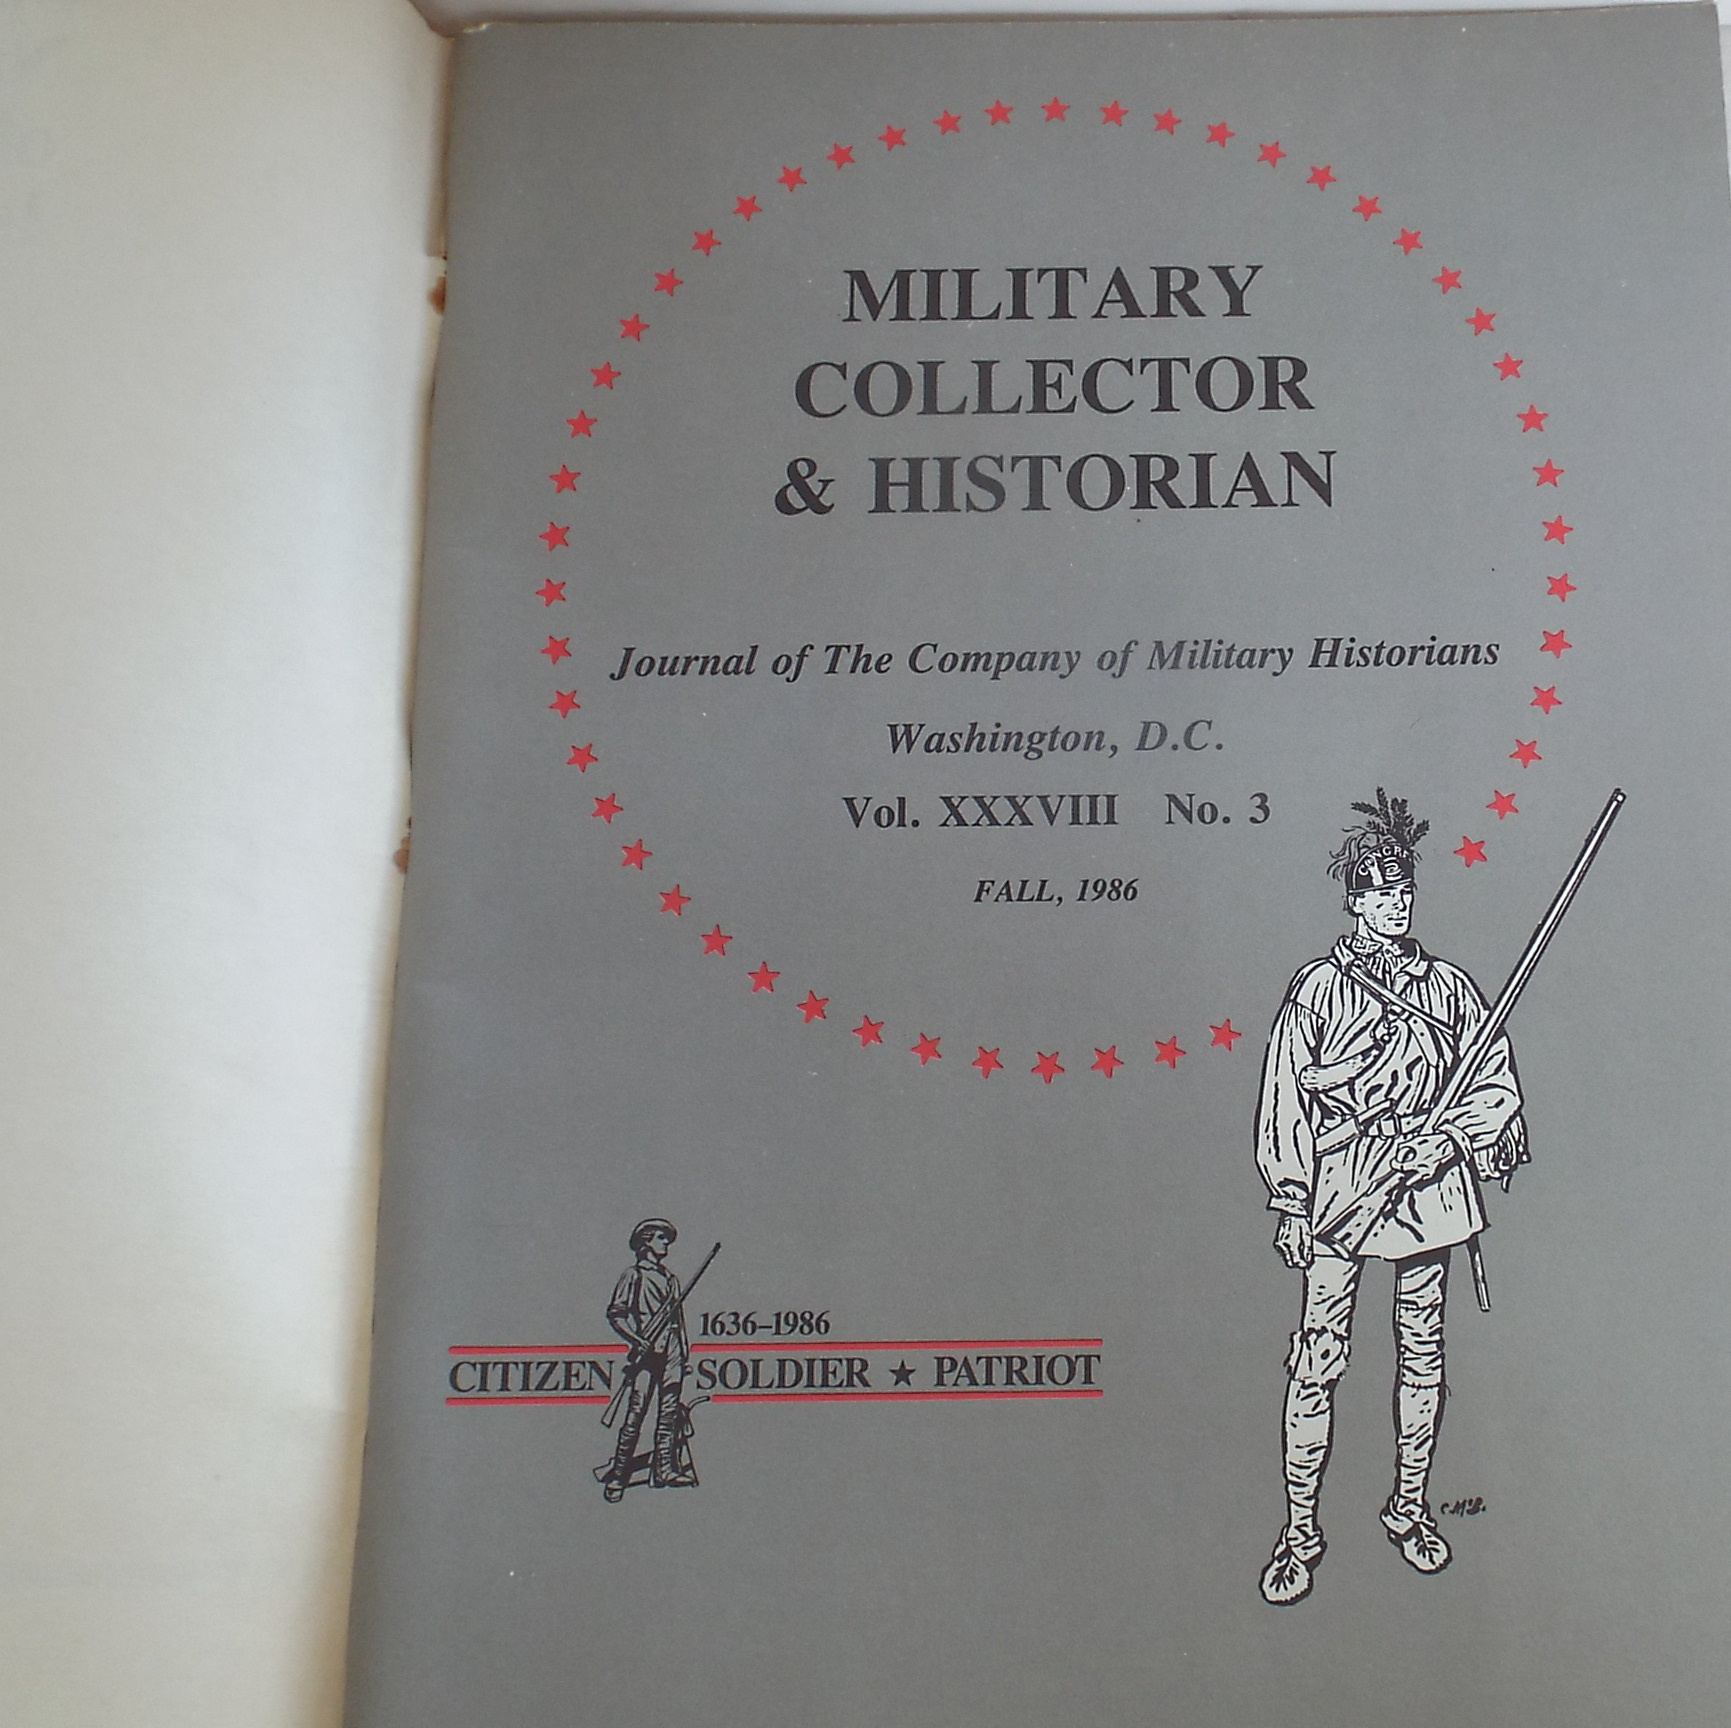 MILITARY
COLLECTOR
& HISTORIAN
Journal of The Company of Military Historians
Washington, D.C.
Vol. XXXVIII No. 3
FALL, 1986
1636–1986
CITIZEN SOLDIER ★ PATRIOT
C.McB.